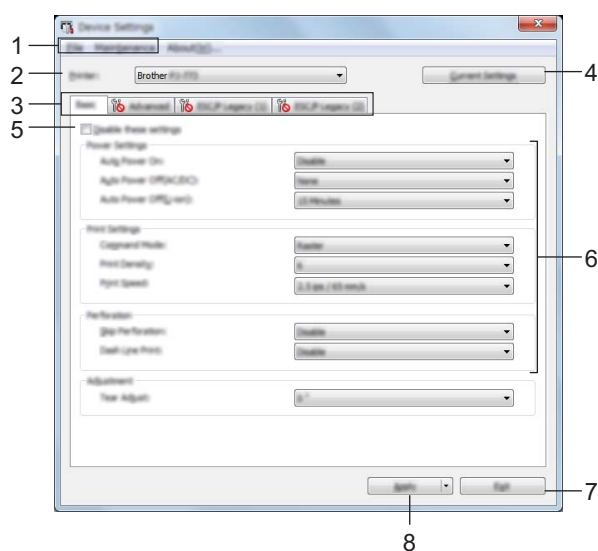 Device Settings
1
File Maintenance
2
Printer: Brother
Current Settings
4
3
Basic Advanced ESC/P Legacy (1) ESC/P Legacy (2)
5
Disable these settings
Power Settings
Auto Power On: Disable
Auto Power Off(AC/DC): None
Auto Power Off(Li-ion): 10 Minutes
Print Settings
Command Mode: Raster
Print Density: 6
Print Speed:
6
Perforation
Skip Perforation: Disable
Dash Line Print: Disable
Adjustment
Tear Adjust:
Apply Exit
7
8